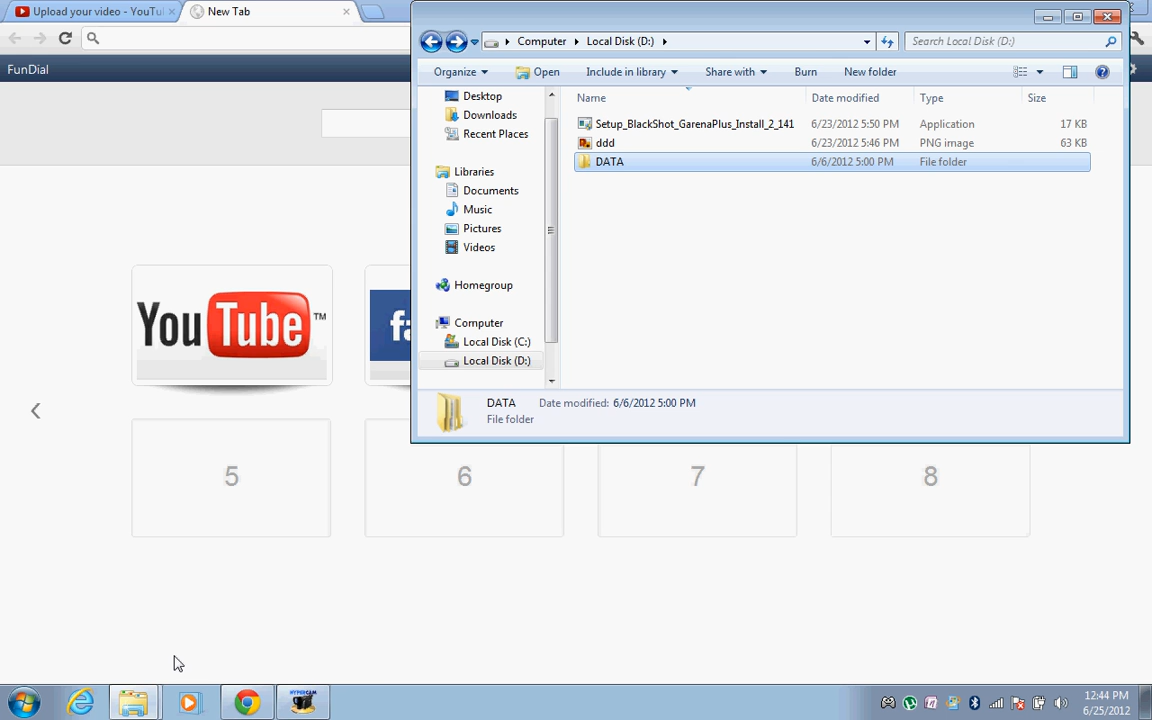 Upload your video - YouTu
New Tab
FunDial
Computer
Local Disk (D:)
Search Local Disk (D:)
Organize
Open
Include in library
Share with
Burn
New folder
Desktop
Downloads
Recent Places
Libraries
Documents
Music
Pictures
Videos
Homegroup
Computer
Local Disk (C:)
Local Disk (D:)
Name Date modified Type Size
Setup_BlackShot_GarenaPlus_Install_2_141 6/23/2012 5:50 PM Application 17 KB
ddd 6/23/2012 5:46 PM PNG image 63 KB
DATA 6/6/2012 5:00 PM File folder
DATA Date modified: 6/6/2012 5:00 PM
File folder
YouTube™
fa
5
6
7
8
HYPERCAM
12:44 PM
6/25/2012